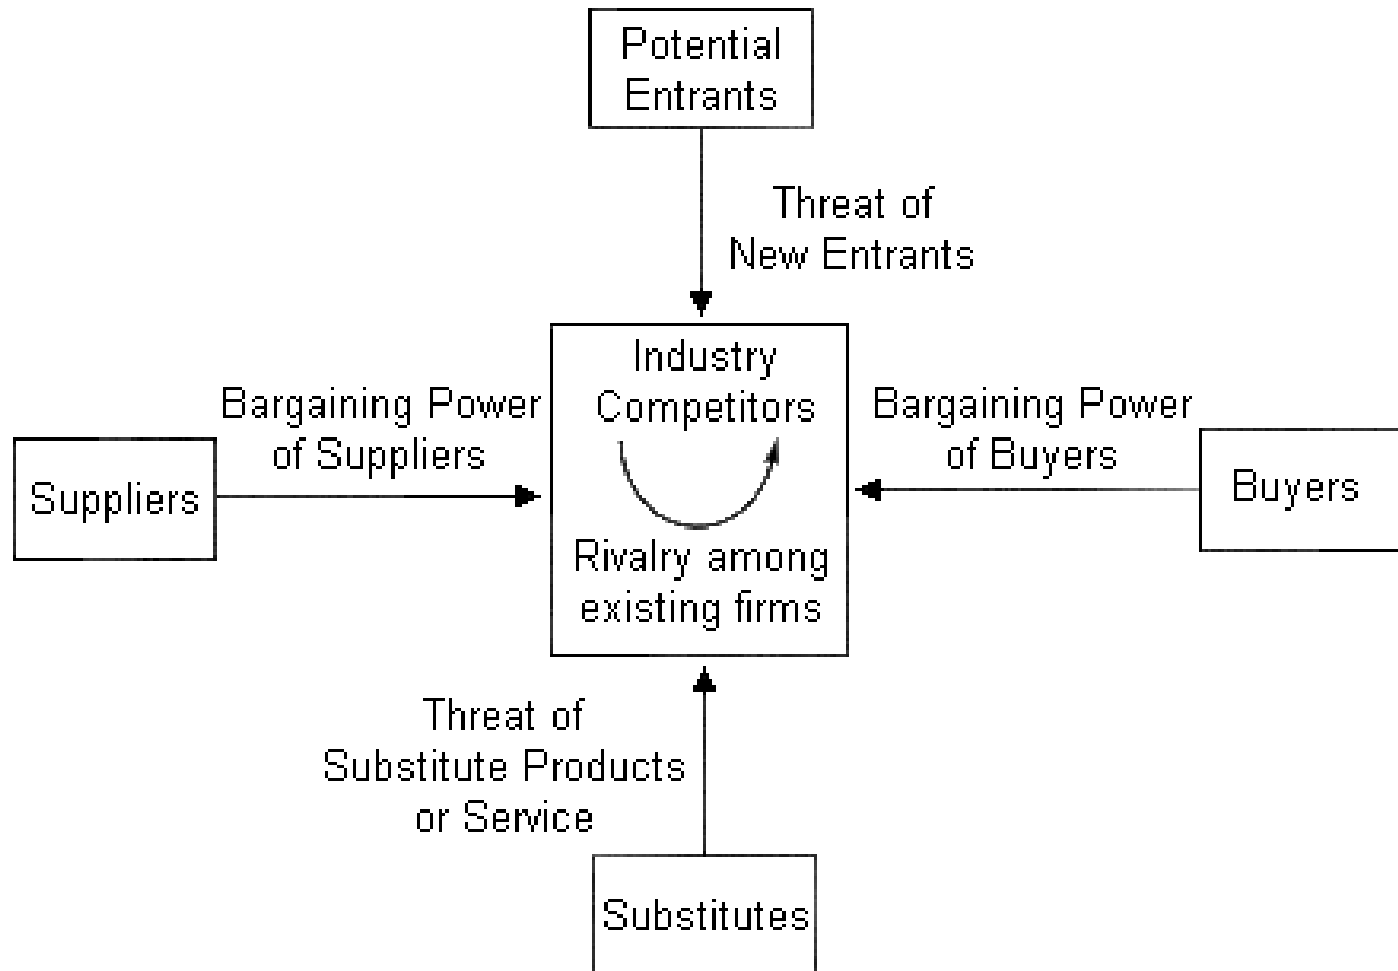 Potential
Entrants
Threat of
New Entrants
Industry
Competitors
Bargaining Power
of Suppliers
Bargaining Power
of Buyers
Suppliers
Buyers
Rivalry among
existing firms
Threat of
Substitute Products
or Service
Substitutes